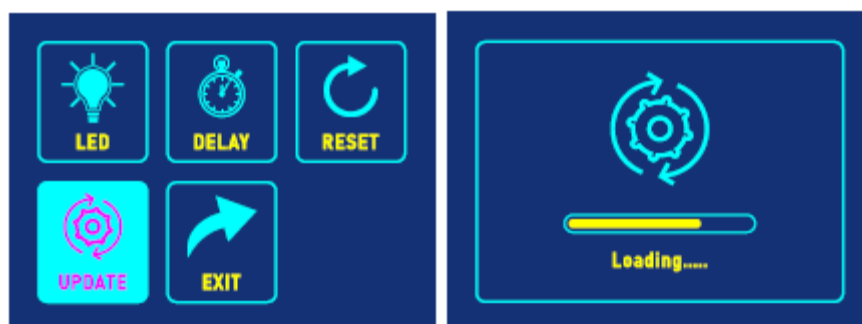 LED
DELAY
RESET
UPDATE
EXIT
Loading.....